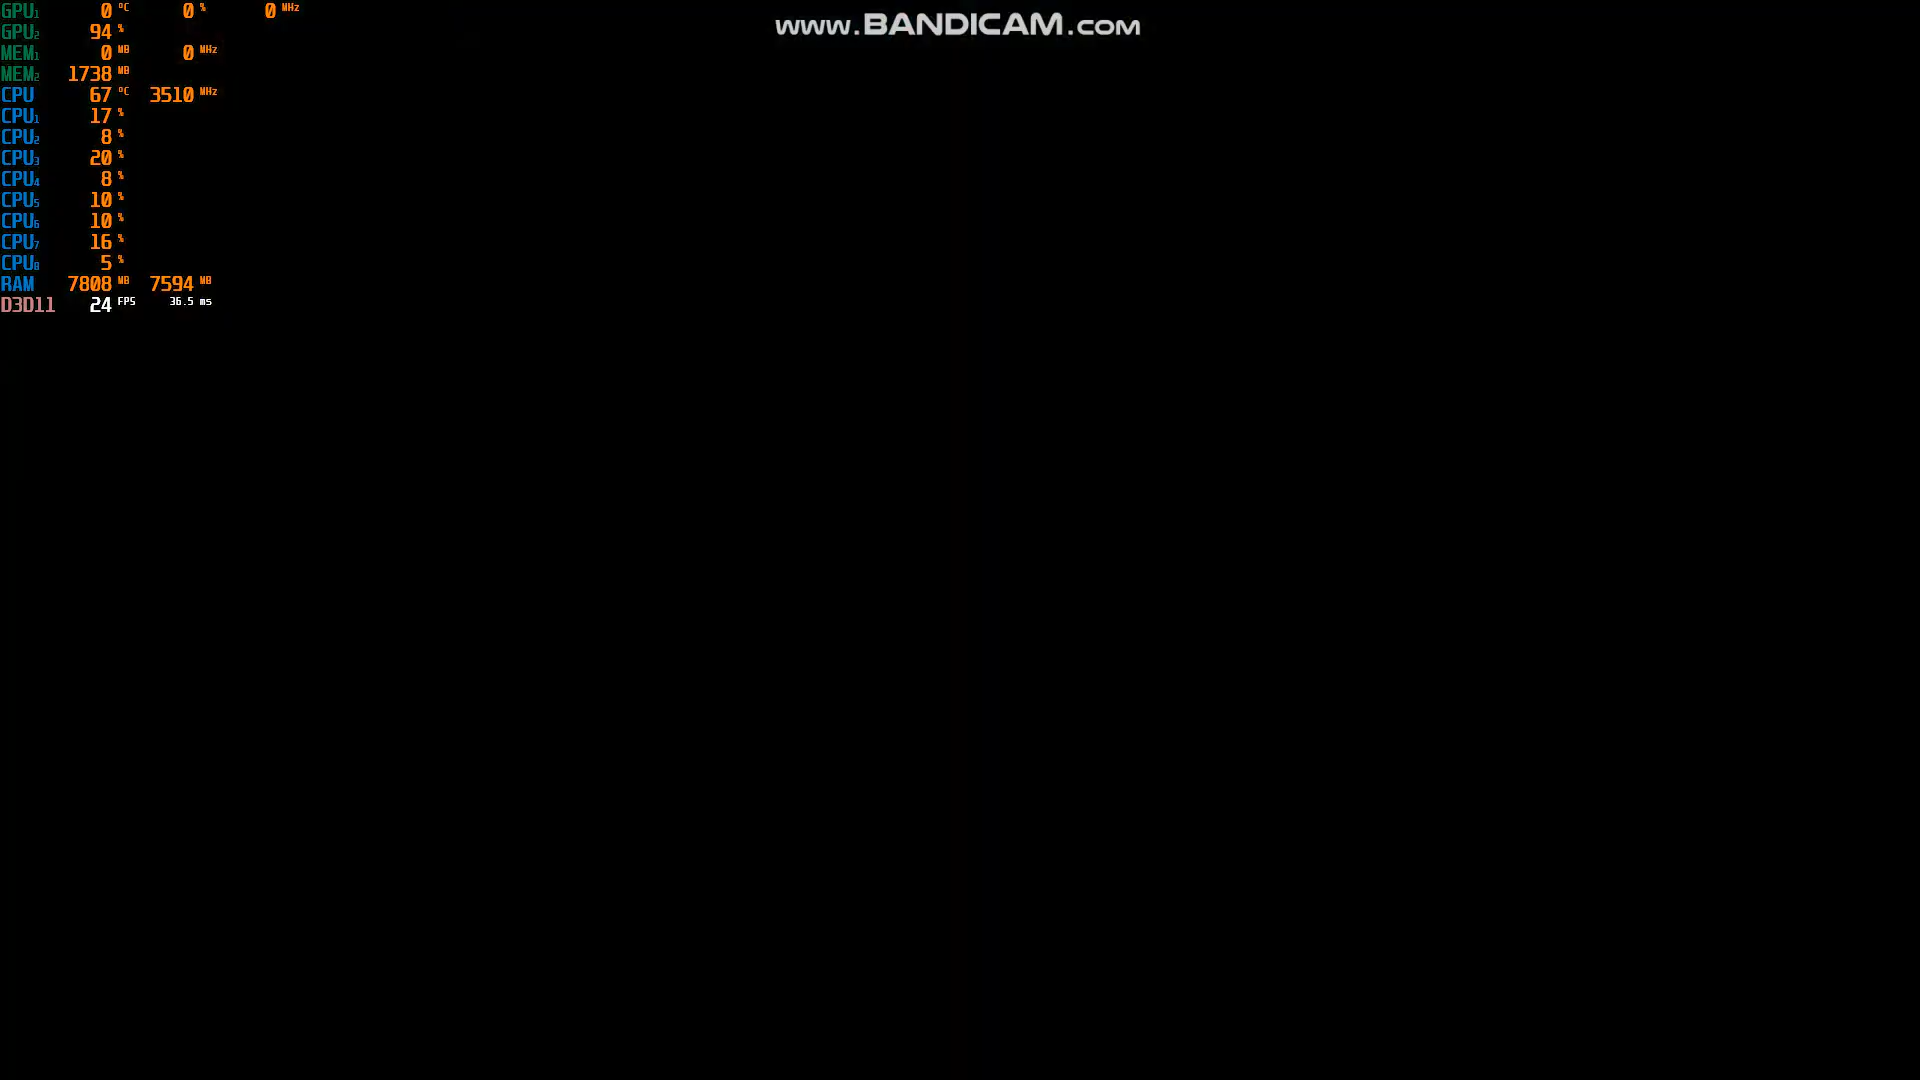 GPU1 0 °C 0 % 0 MHz
www.BANDICAM.com
GPU2 94 %
MEM1 0 MB 0 MHz
MEM2 1738 MB
CPU 67 °C 3510 MHz
CPU1 17 %
CPU2 8 %
CPU3 20 %
CPU4 8 %
CPU5 10 %
CPU6 10 %
CPU7 16 %
CPU8 5 %
RAM 7808 MB 7594 MB
D3D11 24 FPS 36.5 ms